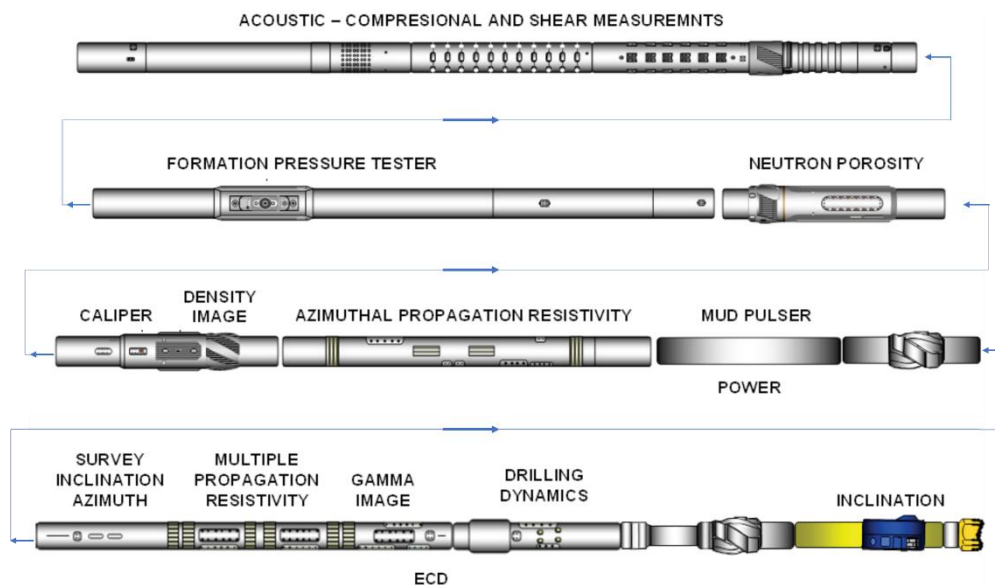 ACOUSTIC – COMPRESIONAL AND SHEAR MEASUREMNTS
FORMATION PRESSURE TESTER
NEUTRON POROSITY
CALIPER
DENSITY
IMAGE
AZIMUTHAL PROPAGATION RESISTIVITY
MUD PULSER
POWER
SURVEY
INCLINATION
AZIMUTH
MULTIPLE
PROPAGATION
RESISTIVITY
GAMMA
IMAGE
DRILLING
DYNAMICS
INCLINATION
ECD